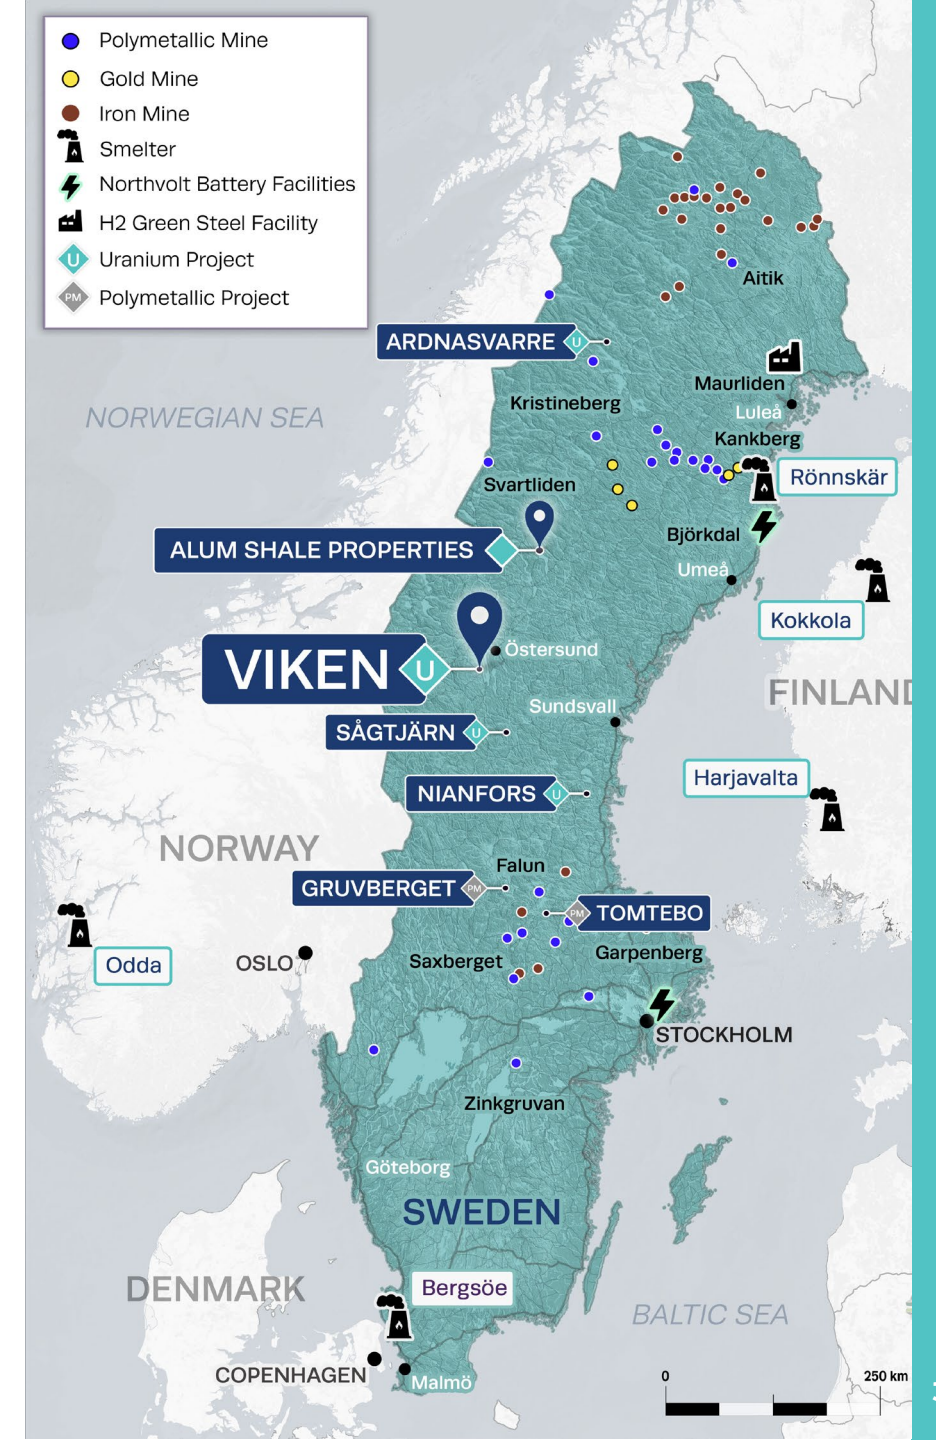 Polymetallic Mine
Gold Mine
Iron Mine
Smelter
Northvolt Battery Facilities
H2 Green Steel Facility
U
Uranium Project
PM
Polymetallic Project
Aitik
ARDNASVARRE
U
Maurliden
Kristineberg
Luleå
NORWEGIAN SEA
Kankberg
Rönnskär
Svartliden
Björkdal
ALUM SHALE PROPERTIES
Umeå
Kokkola
VIKEN
U
Östersund
FINLAND
Sundsvall
SÅGTJÄRN
U
Harjavalta
NIANFORS
U
NORWAY
Falun
GRUVBERGET
PM
PM
TOMTEBO
Garpenberg
Saxberget
OSLO
Odda
STOCKHOLM
Zinkgruvan
Göteborg
SWEDEN
DENMARK
Bergsöe
BALTIC SEA
COPENHAGEN
Malmö
0
250 km